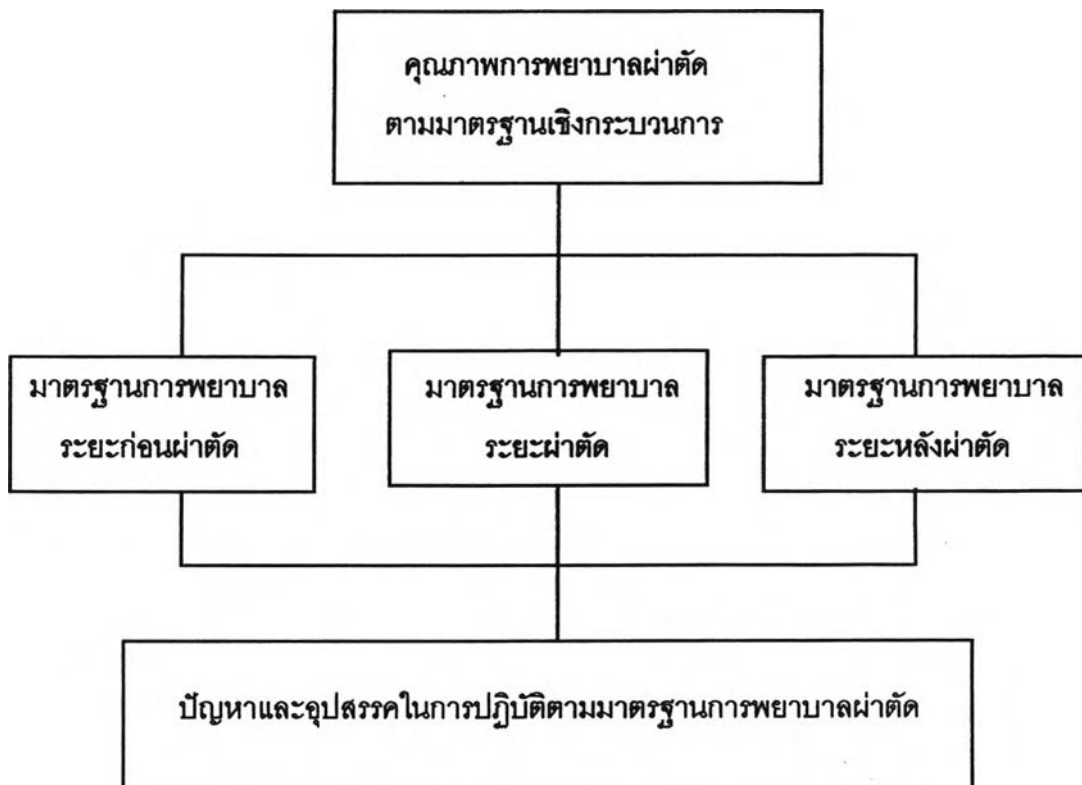 คุณภาพการพยาบาลผ่าตัด
ตามมาตรฐานเชิงกระบวนการ
มาตรฐานการพยาบาล
ระยะก่อนผ่าตัด
มาตรฐานการพยาบาล
ระยะผ่าตัด
มาตรฐานการพยาบาล
ระยะหลังผ่าตัด
ปัญหาและอุปสรรคในการปฏิบัติตามมาตรฐานการพยาบาลผ่าตัด